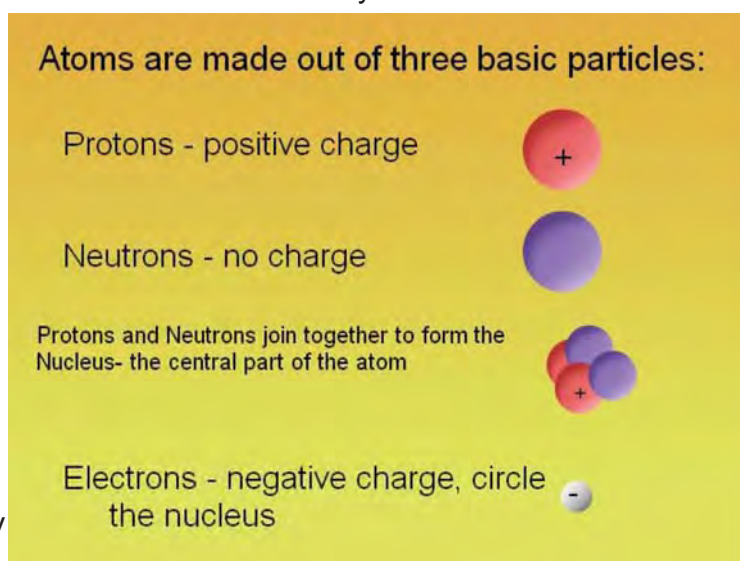 y
Atoms are made out of three basic particles:
Protons - positive charge
+
Neutrons - no charge
Protons and Neutrons join together to form the
Nucleus- the central part of the atom
+
Electrons - negative charge, circle
-
the nucleus
y